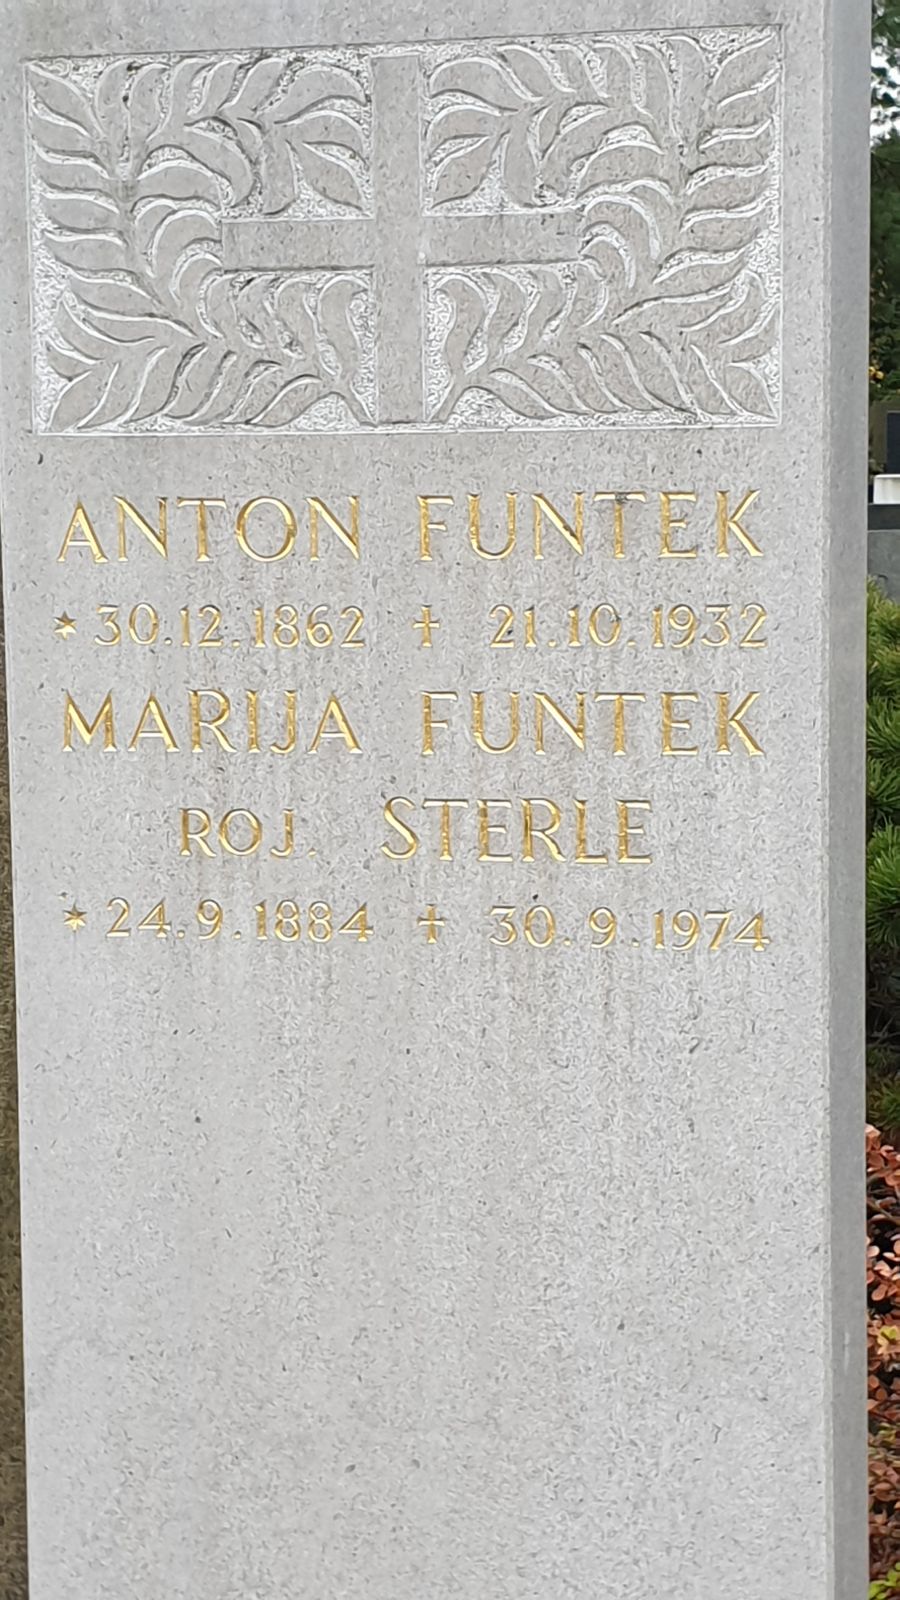 ANTON FUNTEK
* 30.12.1862 † 21.10.1932
MARIJA FUNTEK
ROJ. STERLE
* 24.9.1884 † 30.9.1974